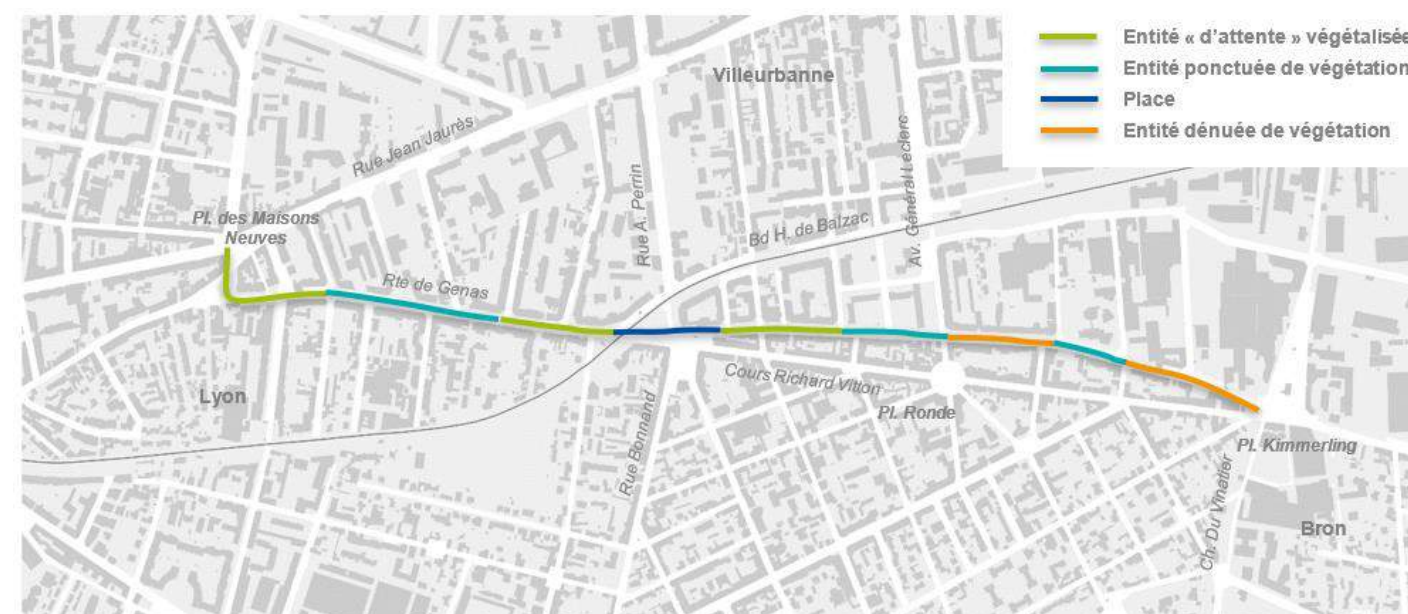 Entité « d'attente » végétalisée
Entité ponctuée de végétation
Place
Entité dénuée de végétation
Villeurbanne
Rue Jean Jaurès
Av. Général Leclerc
Rue A. Perrin
Pl. des Maisons
Neuves
Bd H. de Balzac
Rte de Genas
Cours Richard Vitton
Lyon
Pl. Ronde
Rue Bonnand
Pl. Kimmerling
Ch. Du Vinatier
Bron